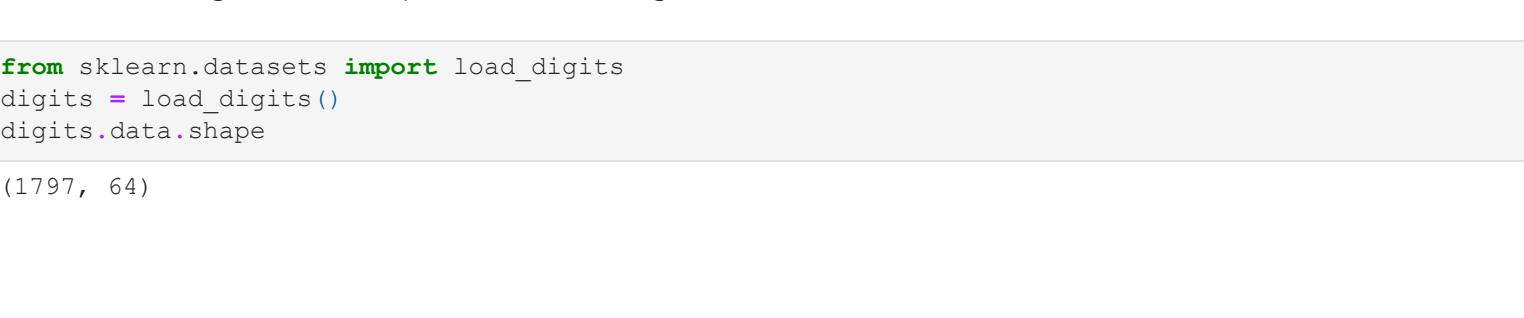 from sklearn.datasets import load_digits
digits = load_digits()
digits.data.shape
(1797, 64)